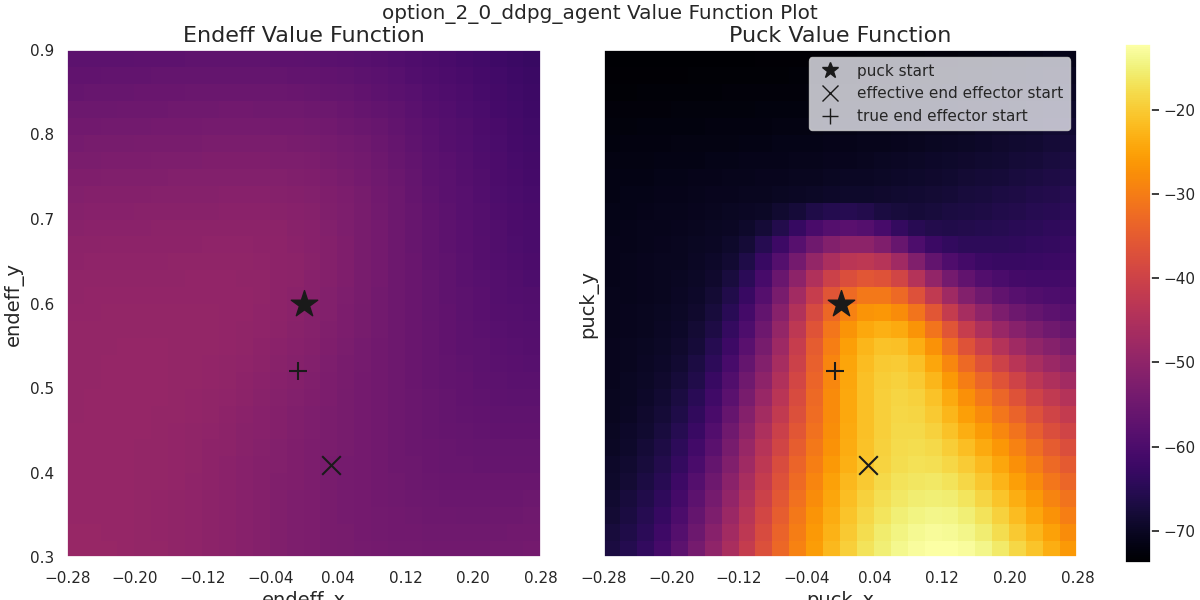 option_2_0_ddpg_agent Value Function Plot
Endeff Value Function
Puck Value Function
puck start
effective end effector start
true end effector start
endeff_y
0.9
0.8
0.7
0.6
0.5
0.4
0.3
−0.28 −0.20 −0.12 −0.04 0.04 0.12 0.20 0.28
endeff_x
puck_y
−0.28 −0.20 −0.12 −0.04 0.04 0.12 0.20 0.28
puck_x
−20
−30
−40
−50
−60
−70